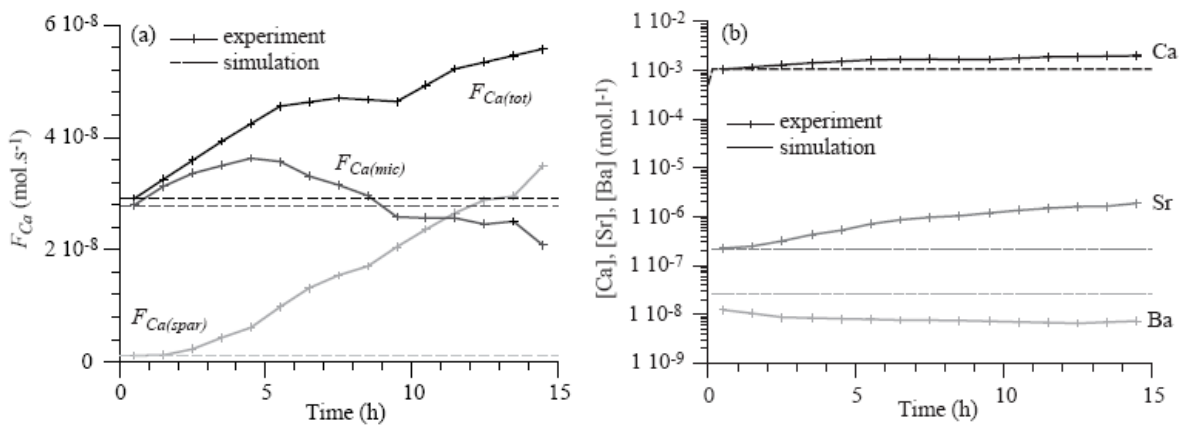 6 10-8
(a)
experiment
simulation
FCa(tot)
4 10-8
FCa(mic)
FCa (mol.s-1)
2 10-8
FCa(spar)
0
0 5 10 15
Time (h)
1 10-2
(b)
Ca
1 10-3
experiment
simulation
1 10-4
1 10-5
1 10-6
Sr
1 10-7
1 10-8
Ba
1 10-9
[Ca], [Sr], [Ba] (mol.l-1)
0 5 10 15
Time (h)